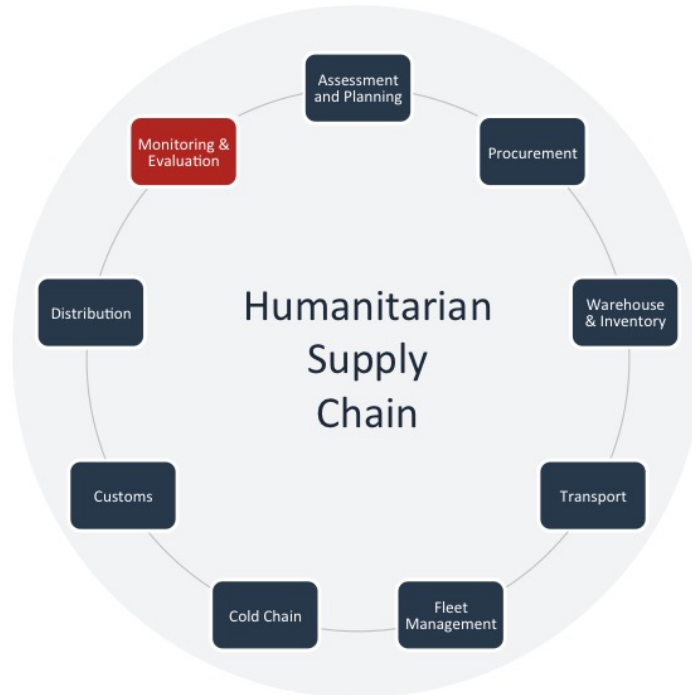 Assessment
and Planning
Procurement
Warehouse
& Inventory
Transport
Fleet
Management
Cold Chain
Customs
Distribution
Monitoring &
Evaluation
Humanitarian
Supply
Chain